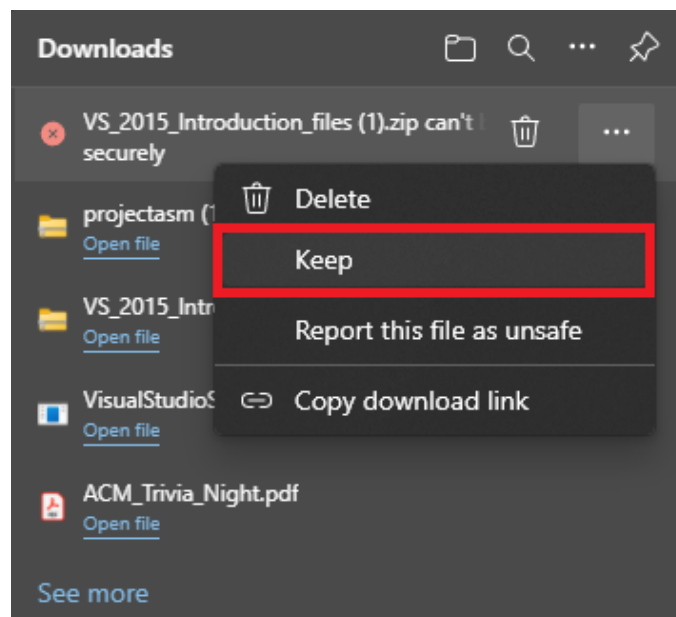 Downloads
VS_2015_Introduction_files (1).zip can't
securely
Delete
projectasm (
Open file
Keep
VS_2015_Intr
Open file
Report this file as unsafe
VisualStudioS
Open file
Copy download link
ACM_Trivia_Night.pdf
Open file
See more